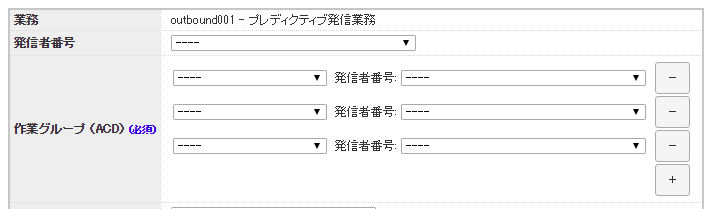 業務 outbound001 - プレディクティブ発信業務
発信者番号 ----
---- 発信者番号: ---- -
---- 発信者番号: ---- -
作業グループ（ACD）(必須)
---- 発信者番号: ---- -
+